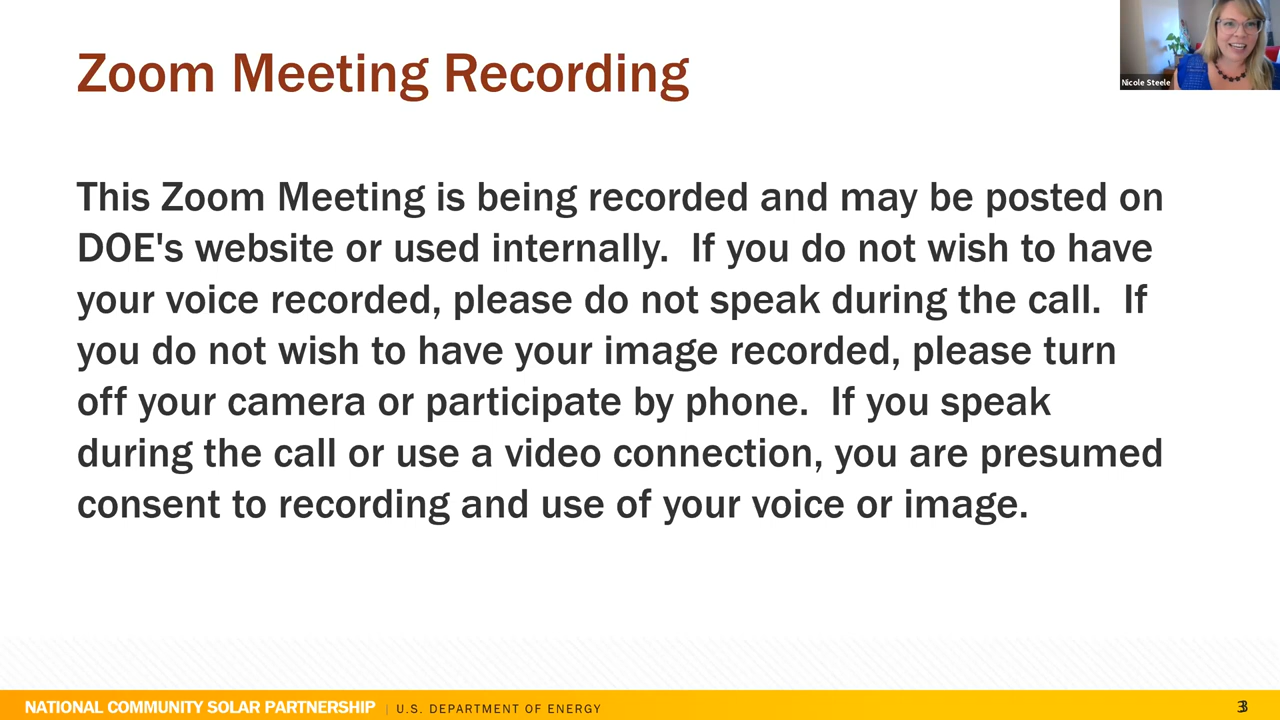 Zoom Meeting Recording
Nicole Steele
This Zoom Meeting is being recorded and may be posted on
DOE's website or used internally.  If you do not wish to have
your voice recorded, please do not speak during the call.  If
you do not wish to have your image recorded, please turn
off your camera or participate by phone.  If you speak
during the call or use a video connection, you are presumed
consent to recording and use of your voice or image.
NATIONAL COMMUNITY SOLAR PARTNERSHIP | U.S. DEPARTMENT OF ENERGY
3